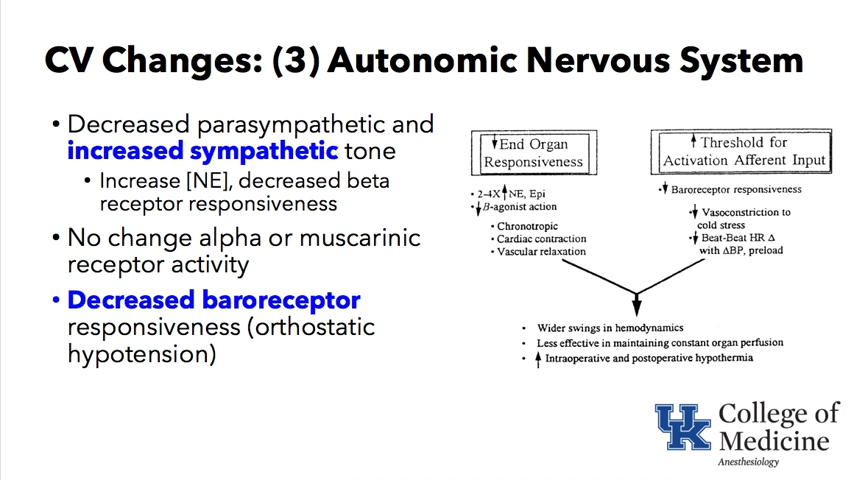 CV Changes: (3) Autonomic Nervous System
• Decreased parasympathetic and
increased sympathetic tone
• Increase [NE], decreased beta
receptor responsiveness
• No change alpha or muscarinic
receptor activity
• Decreased baroreceptor
responsiveness (orthostatic
hypotension)
↓End Organ
Responsiveness
• 2-4X↑NE, Epi
•↓B-agonist action
• Chronotropic
• Cardiac contraction
• Vascular relaxation
↑Threshold for
Activation Afferent Input
•↓Baroreceptor responsiveness
•↓Vasoconstriction to
cold stress
•↓Beat-Beat HR Δ
with ΔBP, preload
• Wider swings in hemodynamics
• Less effective in maintaining constant organ perfusion
• ↑Intraoperative and postoperative hypothermia
UK
College of
Medicine
Anesthesiology